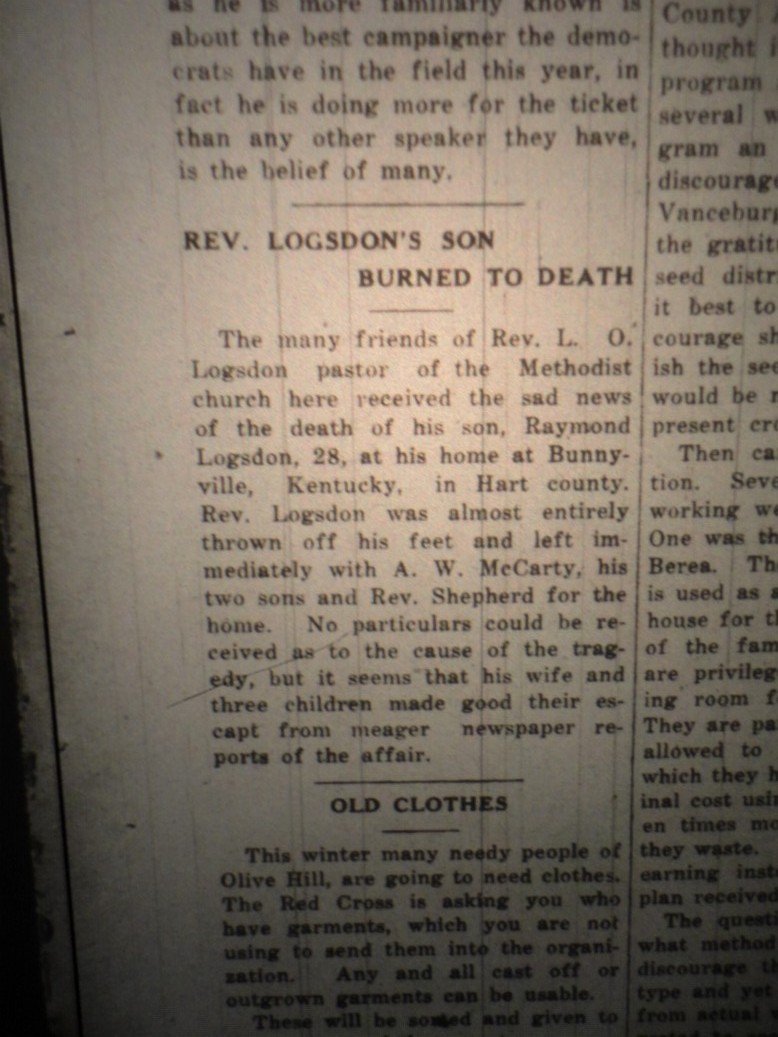 as he is more familiarly known is
about the best campaigner the demo-
crats have in the field this year, in
fact he is doing more for the ticket
than any other speaker they have,
is the belief of many.
REV. LOGSDON'S SON
BURNED TO DEATH
The many friends of Rev. L. O.
Logsdon pastor of the Methodist
church here received the sad news
of the death of his son, Raymond
Logsdon, 28, at his home at Bunny-
ville, Kentucky, in Hart county.
Rev. Logsdon was almost entirely
thrown off his feet and left im-
mediately with A. W. McCarty, his
two sons and Rev. Shepherd for the
home. No particulars could be re-
ceived as to the cause of the trag-
edy, but it seems that his wife and
three children made good their es-
capt from meager newspaper re-
ports of the affair.
OLD CLOTHES
This winter many needy people of
Olive Hill, are going to need clothes.
The Red Cross is asking you who
have garments, which you are not
using to send them into the organi-
zation. Any and all cast off or
outgrown garments can be usable.
These will be sorted and given to
County
thought
program
several
gram an
discourage
Vanceburg
the gratit
seed distr
it best to
courage sh
ish the see
would be
present cro
Then ca
tion. Seve
working we
One was th
Berea. Th
is used as a
house for th
of the fam
are privileg
ing room f
They are pa
allowed to
which they h
inal cost usin
en times mo
they waste.
earning inst
plan received
The quest
what method
discourage th
type and yet
from actual